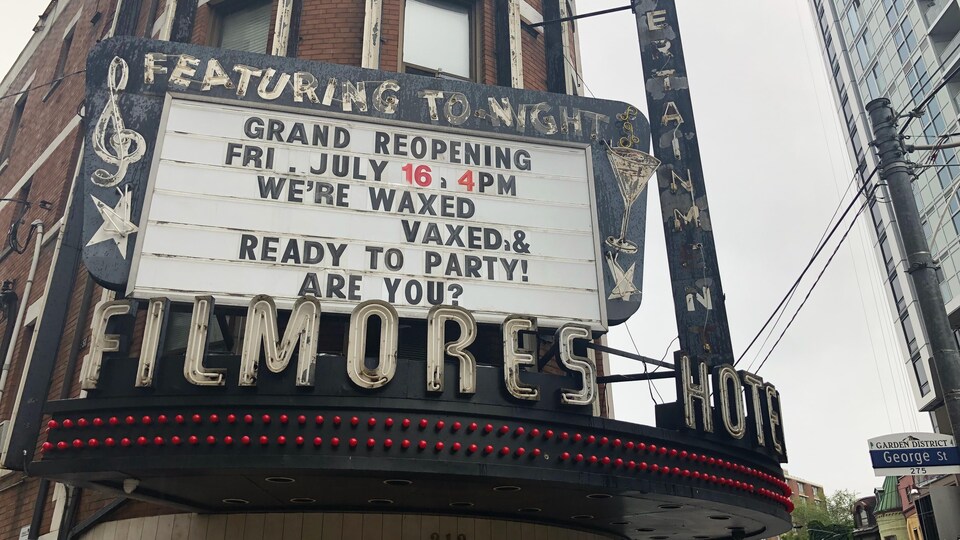 FEATURING TO-NIGHT
GRAND REOPENING
FRI. JULY 16, 4PM
WE'RE WAXED
VAXED,&
READY TO PARTY!
ARE YOU?
FILMORES
HOTEL
GARDEN DISTRICT
George St
275